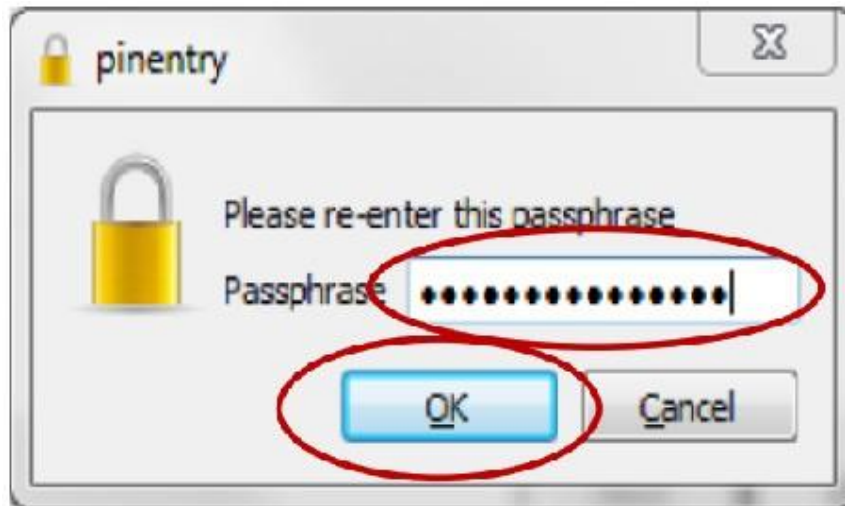 pinentry
Please re-enter this passphrase
Passphrase ●●●●●●●●●●●●●●●
OK
Cancel